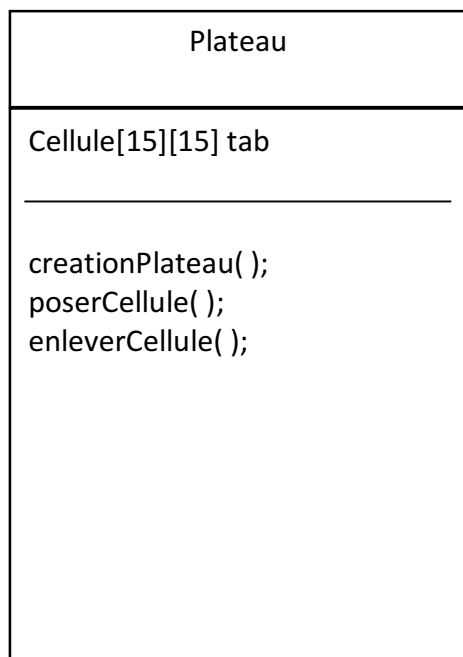 Plateau
Cellule[15][15] tab
creationPlateau( );
poserCellule( );
enleverCellule( );